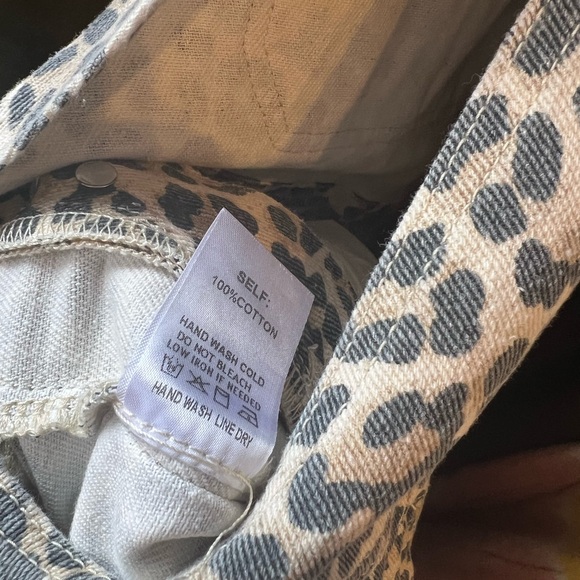 SELF:
100%COTTON
HAND WASH COLD
DO NOT BLEACH
LOW IRON IF NEEDED
HAND WASH LINE DRY